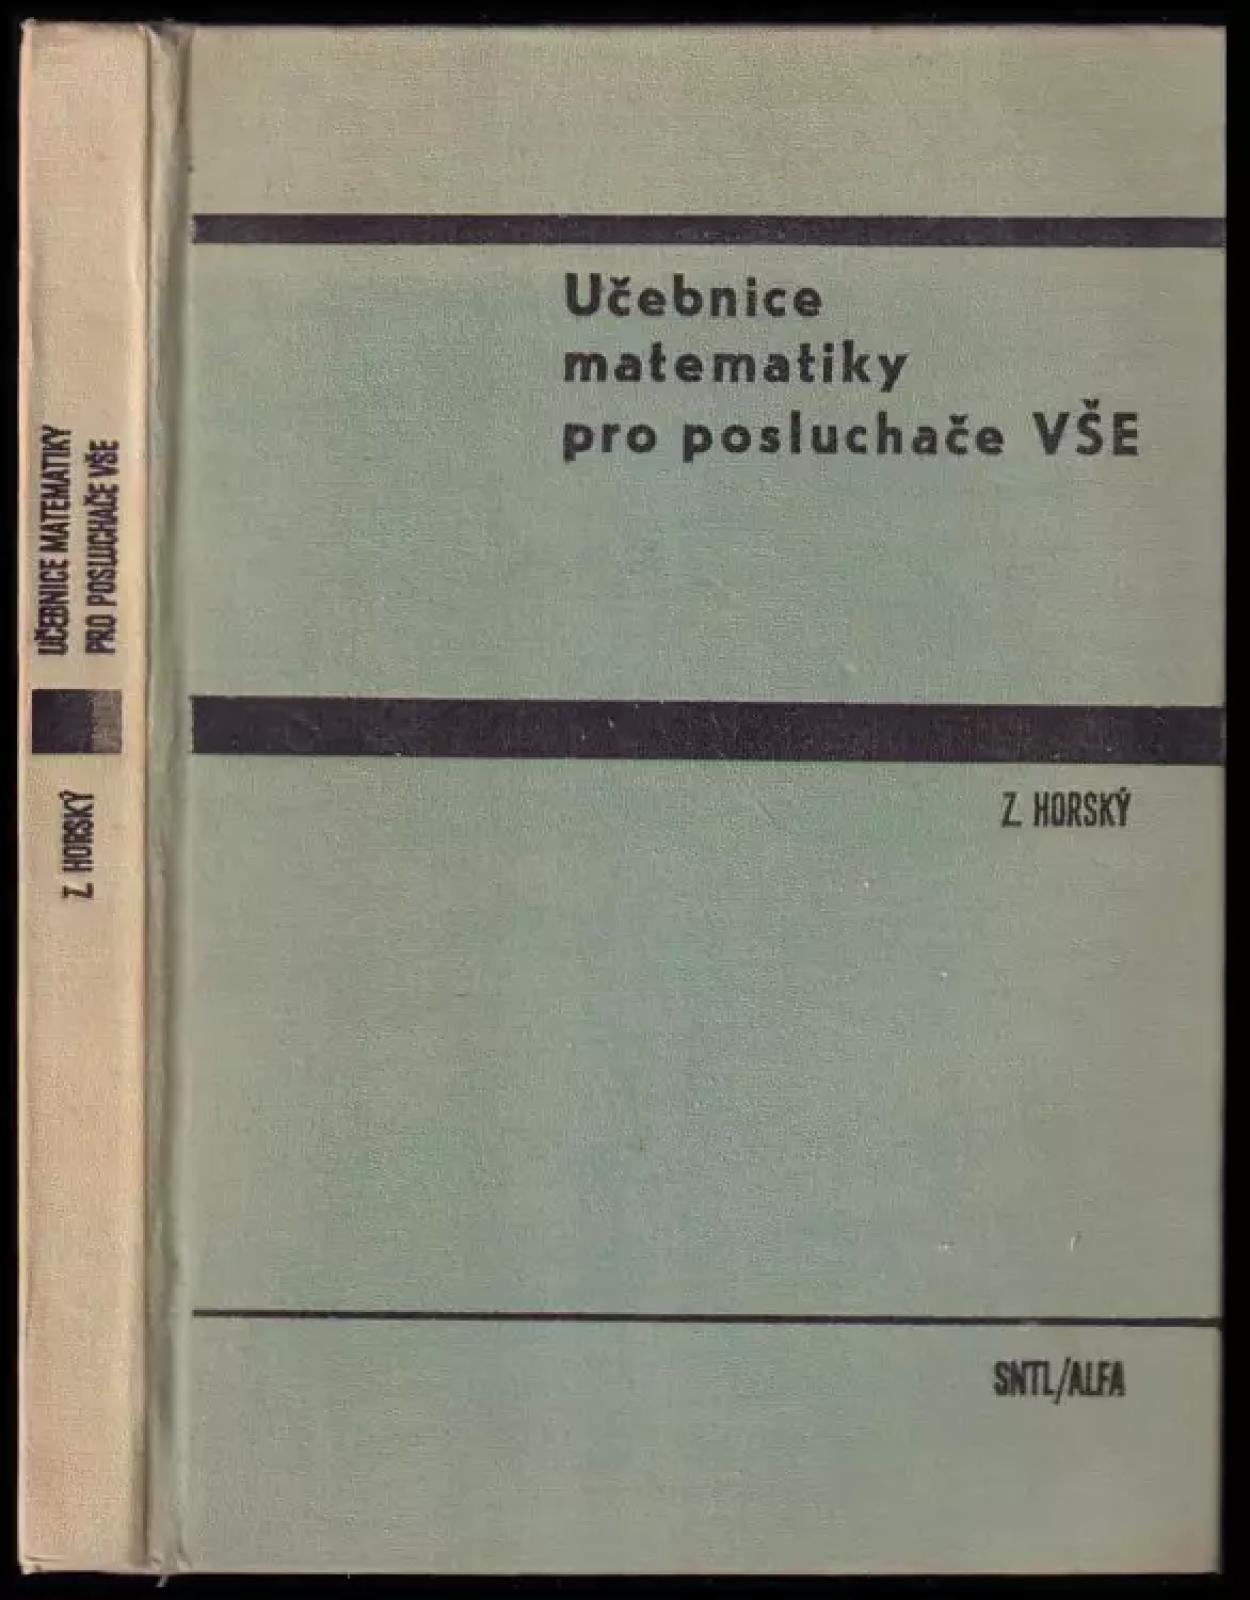 UČEBNICE MATEMATIKY
PRO POSLUCHAČE VŠE
Z. HORSKÝ
Učebnice
matematiky
pro posluchače VŠE
Z. HORSKÝ
SNTL/ALFA